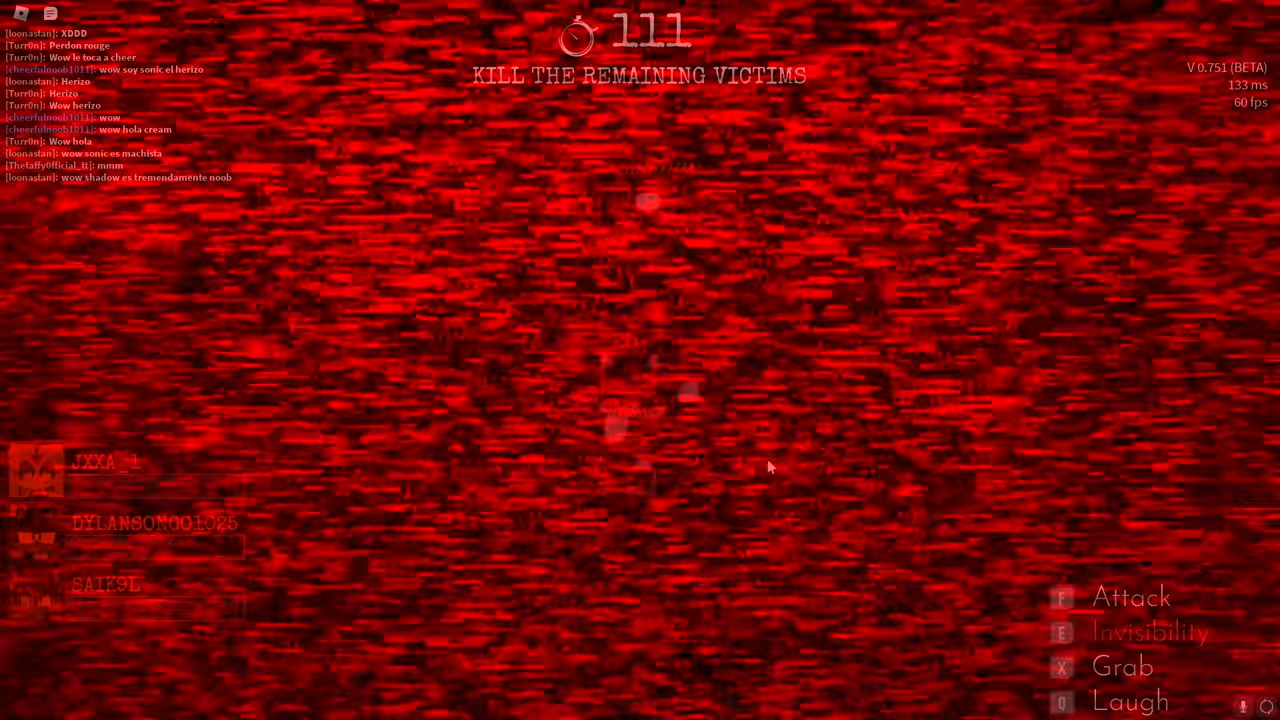 [loonastan]: XDDD
[Turr0n]: Perdon rouge
[Turr0n]: Wow le toca a cheer
[cheerfulnoob1011]: wow soy sonic el herizo
[loonastan]: Herizo
[Turr0n]: Herizo
[Turr0n]: Wow herizo
[cheerfulnoob1011]: wow
[cheerfulnoob1011]: wow hola cream
[Turr0n]: Wow hola
[loonastan]: wow sonic es machista
[Thetaffy0fficial_tt]: mmm
[loonastan]: wow shadow es tremendamente noob
111
KILL THE REMAINING VICTIMS
V 0.751 (BETA)
133 ms
60 fps
JXXA_1
DYLANSONGO1025
SAIK9L
F Attack
E Invisibility
X Grab
Q Laugh